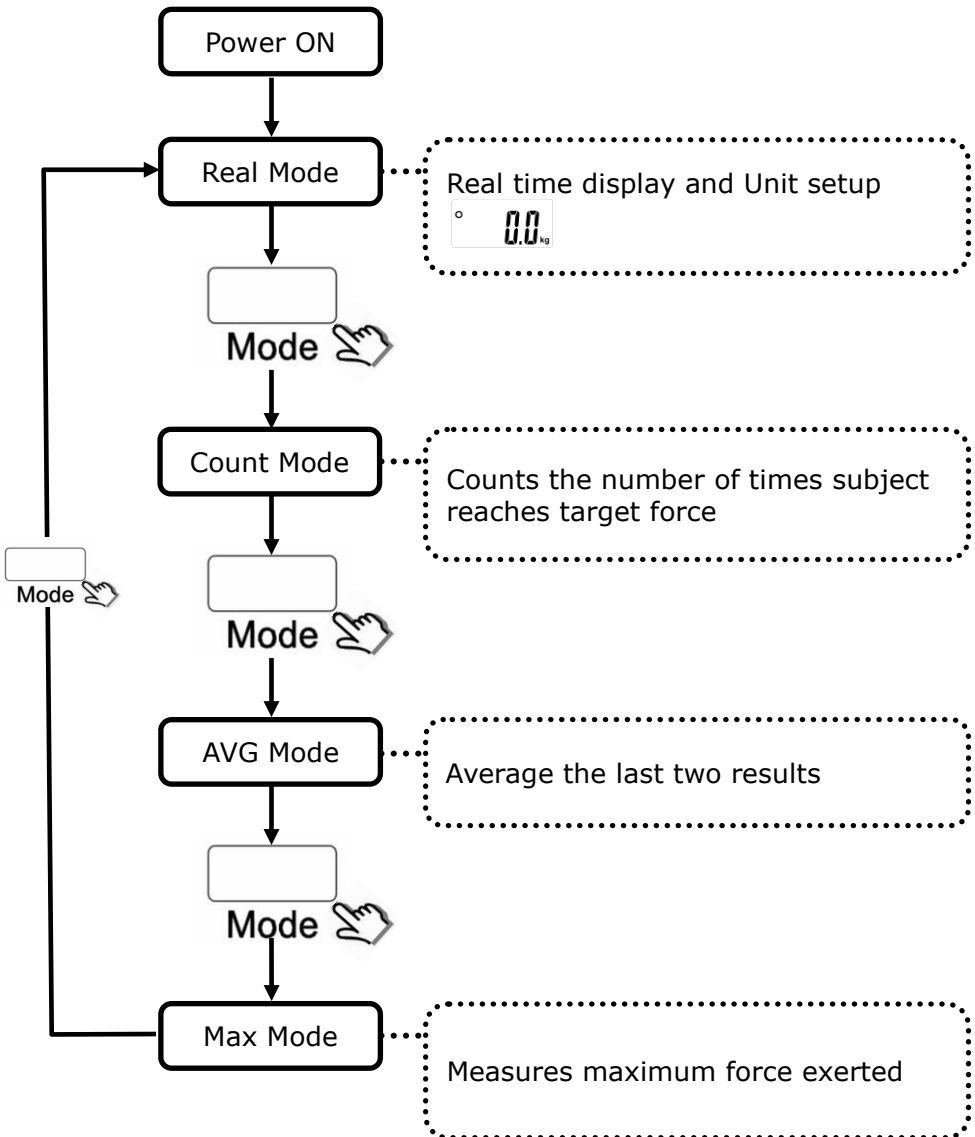 Power ON
Real Mode
Real time display and Unit setup
0.0 kg
Mode
Count Mode
Counts the number of times subject
reaches target force
Mode
Mode
AVG Mode
Average the last two results
Mode
Max Mode
Measures maximum force exerted